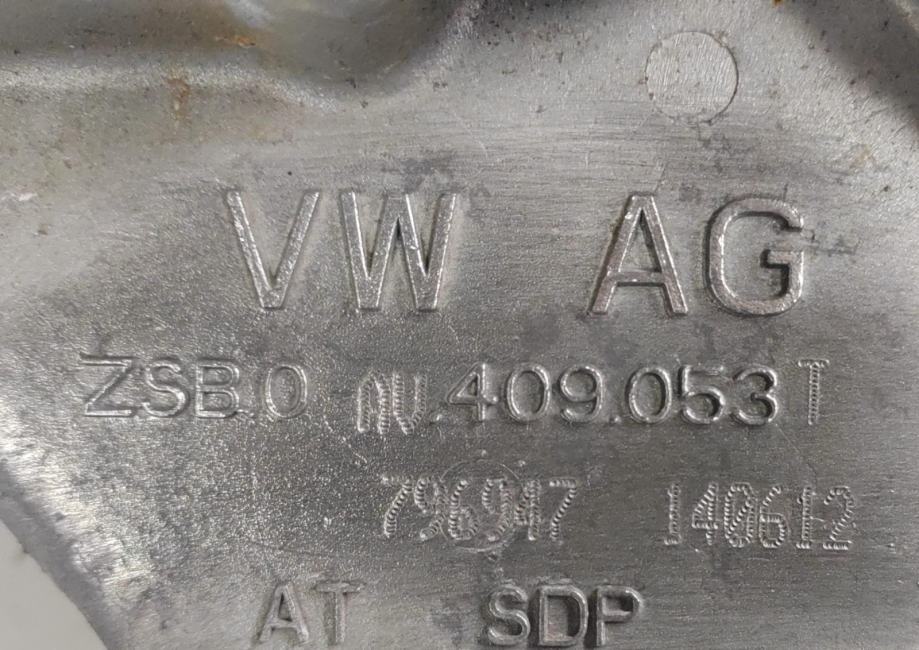 VW AG
ZSB.0 AV.409.053 T
796947 140612
AT SDP